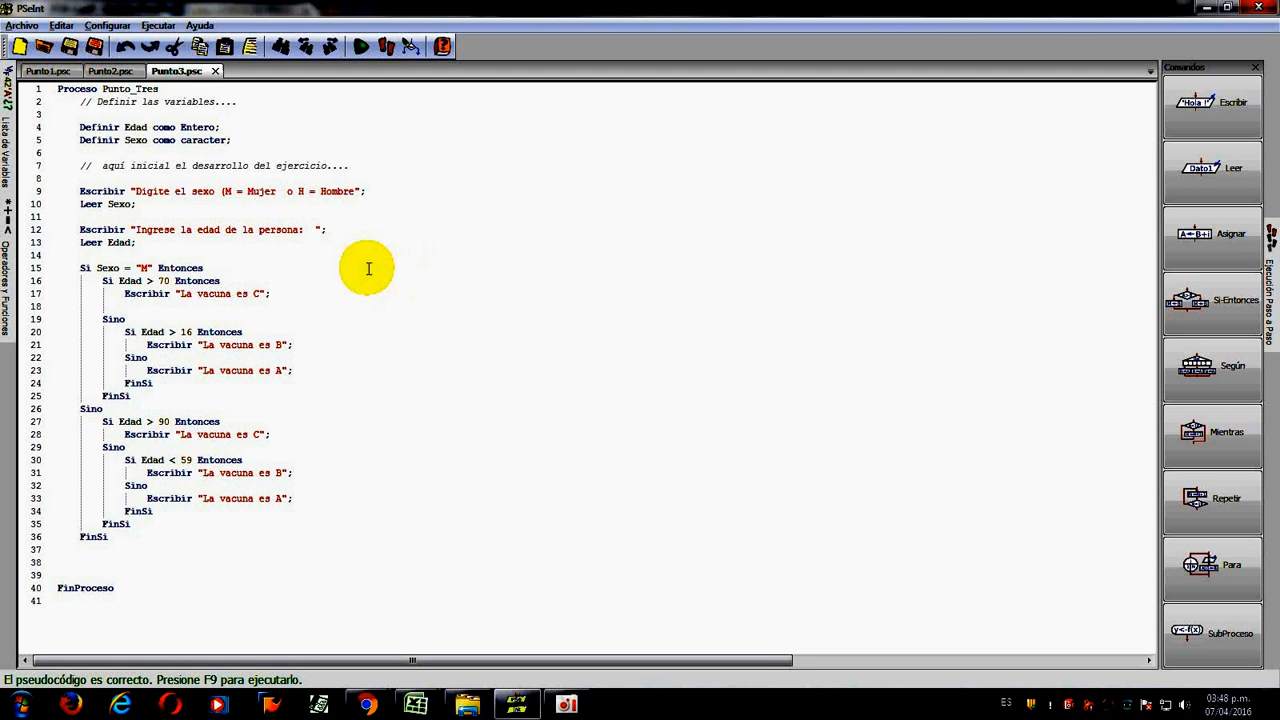 PSeInt
Archivo Editar Configurar Ejecutar Ayuda
Punto1.psc Punto2.psc Punto3.psc
Lista de Variables
Operadores y Funciones
1 Proceso Punto_Tres
2 // Definir las variables....
3
4 Definir Edad como Entero;
5 Definir Sexo como caracter;
6
7 // aquí inicial el desarrollo del ejercicio....
8
9 Escribir "Digite el sexo (M = Mujer o H = Hombre";
10 Leer Sexo;
11
12 Escribir "Ingrese la edad de la persona: ";
13 Leer Edad;
14
15 Si Sexo = "M" Entonces
16 Si Edad > 70 Entonces
17 Escribir "La vacuna es C";
18
19 Sino
20 Si Edad > 16 Entonces
21 Escribir "La vacuna es B";
22 Sino
23 Escribir "La vacuna es A";
24 FinSi
25 FinSi
26 Sino
27 Si Edad > 90 Entonces
28 Escribir "La vacuna es C";
29 Sino
30 Si Edad < 59 Entonces
31 Escribir "La vacuna es B";
32 Sino
33 Escribir "La vacuna es A";
34 FinSi
35 FinSi
36 FinSi
37
38
39
40 FinProceso
41
Comandos
"Hola !" Escribir
Dato1 Leer
A←B+i Asignar
Si-Entonces
Según
Mientras
Repetir
Para
y←f(x) SubProceso
Ejecución Paso a Paso
El pseudocódigo es correcto. Presione F9 para ejecutarlo.
ES
03:48 p.m.
07/04/2016